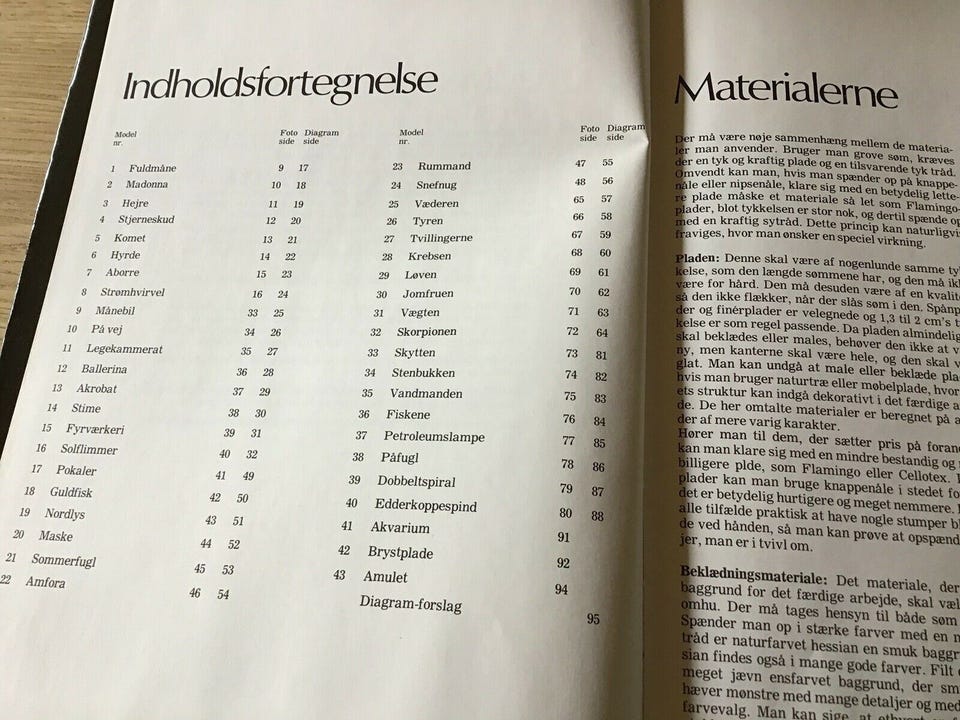 Indholdsfortegnelse
Model nr. Foto side Diagram side
1 Fuldmåne 9 17
2 Madonna 10 18
3 Hejre 11 19
4 Stjerneskud 12 20
5 Komet 13 21
6 Hyrde 14 22
7 Aborre 15 23
8 Strømhvirvel 16 24
9 Månebil 33 25
10 På vej 34 26
11 Legekammerat 35 27
12 Ballerina 36 28
13 Akrobat 37 29
14 Stime 38 30
15 Fyrværkeri 39 31
16 Solflimmer 40 32
17 Pokaler 41 49
18 Guldfisk 42 50
19 Nordlys 43 51
20 Maske 44 52
21 Sommerfugl 45 53
22 Amfora 46 54
Model nr. Foto side Diagram side
23 Rummand 47 55
24 Snefnug 48 56
25 Væderen 65 57
26 Tyren 66 58
27 Tvillingerne 67 59
28 Krebsen 68 60
29 Løven 69 61
30 Jomfruen 70 62
31 Vægten 71 63
32 Skorpionen 72 64
33 Skytten 73 81
34 Stenbukken 74 82
35 Vandmanden 75 83
36 Fiskene 76 84
37 Petroleumslampe 77 85
38 Påfugl 78 86
39 Dobbeltspiral 79 87
40 Edderkoppespind 80 88
41 Akvarium 91
42 Brystplade 92
43 Amulet 94
Diagram-forslag 95
Materialerne
Der må være nøje sammenhæng mellem de materia-
ler man anvender. Bruger man grove søm, kræves
der en tyk og kraftig plade og en tilsvarende tyk tråd.
Omvendt kan man, hvis man spænder op på knappe-
nåle eller nipsenåle, klare sig med en betydelig lette-
re plade måske et materiale så let som Flamingo-
plader, blot tykkelsen er stor nok, og dertil spænde op
med en kraftig sytråd. Dette princip kan naturligvi
fraviges, hvor man ønsker en speciel virkning.
Pladen: Denne skal være af nogenlunde samme ty
kelse, som den længde sømmene har, og den må ik
være for hård. Den må desuden være af en kvalit
så den ikke flækker, når der slås søm i den. Spånp
der og finérplader er velegnede og 1,3 til 2 cm's t
kelse er som regel passende. Da pladen almindelig
skal beklædes eller males, behøver den ikke at v
ny, men kanterne skal være hele, og den skal v
glat. Man kan undgå at male eller beklæde pla
hvis man bruger naturtræ eller møbelplade, hvor
ets struktur kan indgå dekorativt i det færdige a
de. De her omtalte materialer er beregnet på a
der af mere varig karakter.
Hører man til dem, der sætter pris på foran
kan man klare sig med en mindre bestandig og
billigere plde, som Flamingo eller Cellotex.
plader kan man bruge knappenåle i stedet fo
det er betydelig hurtigere og meget nemmere.
alle tilfælde praktisk at have nogle stumper b
de ved hånden, så man kan prøve at opspænd
jer, man er i tvivl om.
Beklædningsmateriale: Det materiale, der
baggrund for det færdige arbejde, skal væl
omhu. Der må tages hensyn til både søm
Spænder man op i stærke farver med en
tråd er naturfarvet hessian en smuk baggr
sian findes også i mange gode farver. Filt
meget jævn ensfarvet baggrund, der sm
hæver mønstre med mange detaljer og med
farvevalg. Man kan sige, at